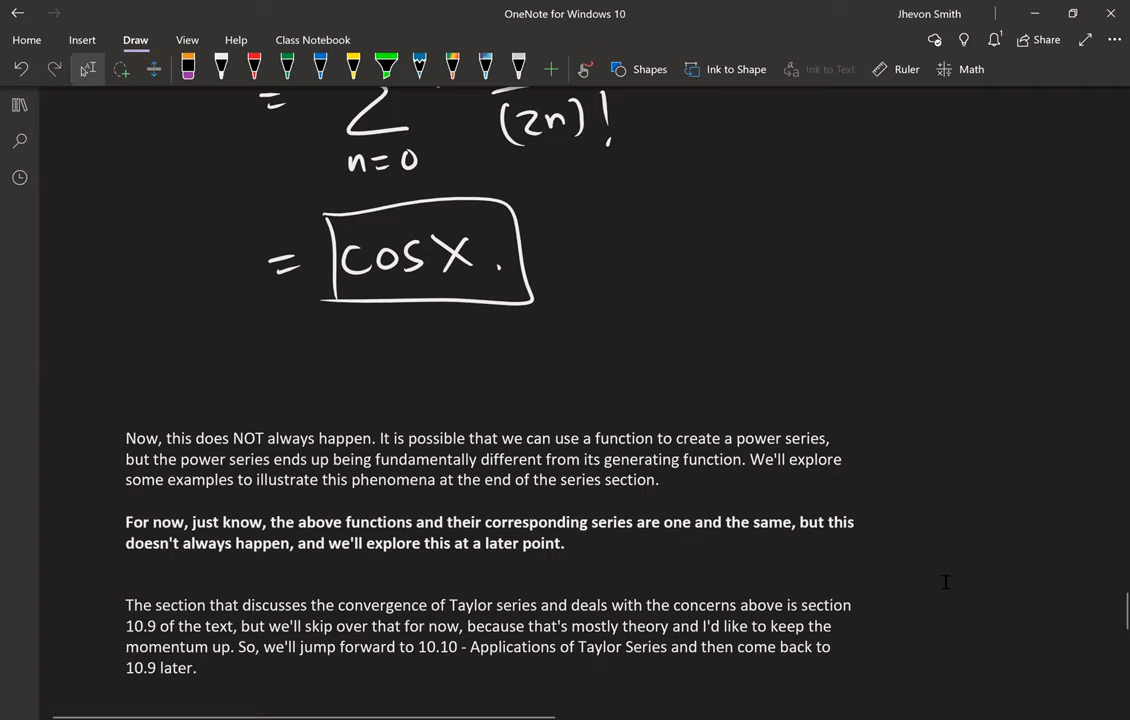 OneNote for Windows 10
Jhevon Smith
Home Insert Draw View Help Class Notebook
1 Share
Shapes Ink to Shape Ink to Text Ruler Math
= Σ (2n)!
n=0
= cosx.
Now, this does NOT always happen. It is possible that we can use a function to create a power series,
but the power series ends up being fundamentally different from its generating function. We'll explore
some examples to illustrate this phenomena at the end of the series section.
For now, just know, the above functions and their corresponding series are one and the same, but this
doesn't always happen, and we'll explore this at a later point.
The section that discusses the convergence of Taylor series and deals with the concerns above is section
10.9 of the text, but we'll skip over that for now, because that's mostly theory and I'd like to keep the
momentum up. So, we'll jump forward to 10.10 - Applications of Taylor Series and then come back to
10.9 later.